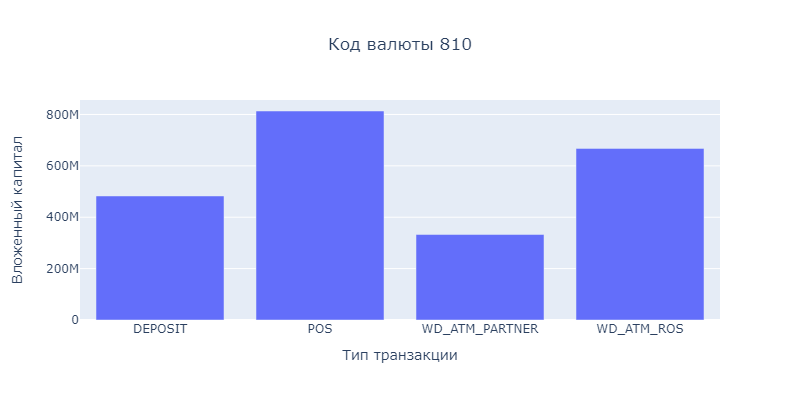 Код валюты 810
Вложенный капитал
800M
600M
400M
200M
0
DEPOSIT
POS
WD_ATM_PARTNER
WD_ATM_ROS
Тип транзакции